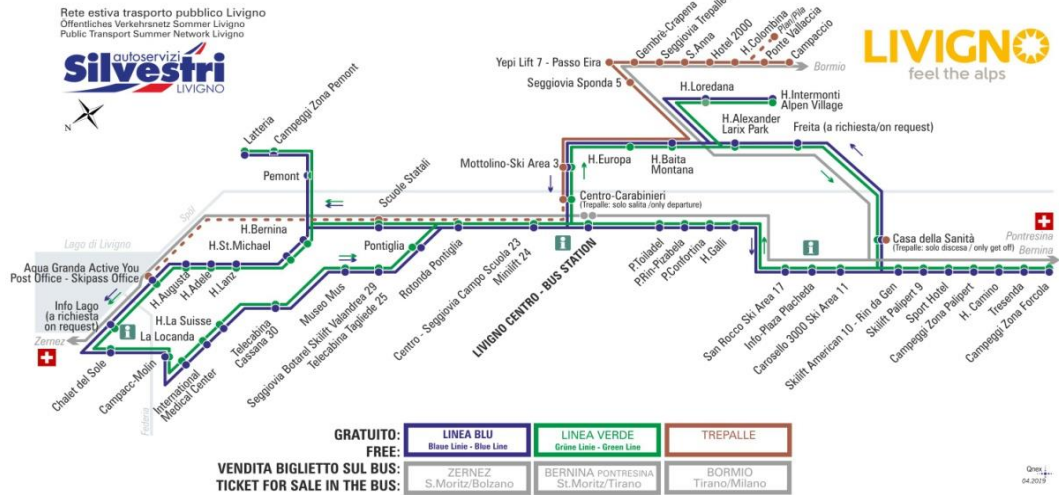 Rete estiva trasporto pubblico Livigno
Öffentliches Verkehrsnetz Sommer Livigno
Public Transport Summer Network Livigno
autoservizi
Silvestri
LIVIGNO
N
LIVIGNO
feel the alps
Gembrè-Crapena
Seggiovia Trepalle
S.Anna
Hotel 2000
H.Colombina
Plan/Pila
Ponte Vallaccia
Campaccio
Yepi Lift 7 - Passo Eira
Bormio
Seggiovia Sponda 5
H.Loredana
H.Intermonti
Alpen Village
H.Alexander
Larix Park
Freita (a richiesta/on request)
Latteria
Campeggi Zona Pemont
Pemont
Scuole Statali
Mottolino-Ski Area 3
H.Europa
H.Baita
Montana
Centro-Carabinieri
(Trepalle: solo salita /only departure)
Spöl
Lago di Livigno
H.Bernina
H.St.Michael
H.Lanz
H.Adele
H.Augusta
Pontiglia
Rotonda Pontiglia
Centro - Seggiovia Campo Scuola 23
Minilift 24
LIVIGNO CENTRO - BUS STATION
P.Toiladel
P.Rin-Pizabela
P.Confortina
H.Galli
Casa della Sanità
(Trepalle: solo discesa / only get off)
Pontresina
Bernina
Aqua Granda Active You
Post Office - Skipass Office
Info Lago
(a richiesta
on request)
Zernez
Chalet del Sole
Campacc-Molin
Federia
La Locanda
H.La Suisse
International
Medical Center
Telecabina
Cassana 30
Museo Mus
Seggiovia Botarel Skilift Valandrea 29
Telecabina Tagliede 25
San Rocco Ski Area 17
Info-Plaza Placheda
Carosello 3000 Ski Area 11
Skilift American 10 - Rin da Gen
Skilift Palipert 9
Sport Hotel
Campeggi Zona Palipert
H. Camino
Tresenda
Campeggi Zona Forcola
GRATUITO:
FREE:
LINEA BLU
Blaue Linie - Blue Line
LINEA VERDE
Grüne Linie - Green Line
TREPALLE
VENDITA BIGLIETTO SUL BUS:
TICKET FOR SALE IN THE BUS:
ZERNEZ
S.Moritz/Bolzano
BERNINA PONTRESINA
St.Moritz/Tirano
BORMIO
Tirano/Milano
Qnex
04.2019